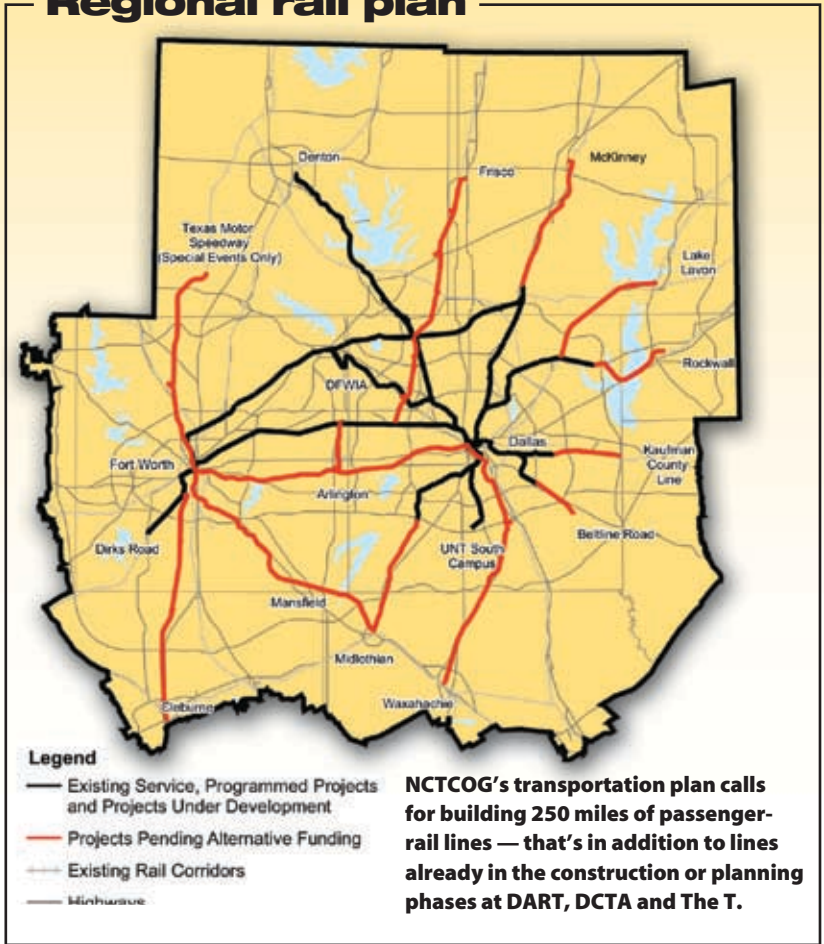 Regional rail plan
Denton
Frisco
McKinney
Texas Motor
Speedway
(Special Events Only)
Lake
Lavon
DFWIA
Rockwall
Dallas
Fort Worth
Kaufman
County
Line
Arlington
Dirks Road
UNT South
Campus
Beltline Road
Mansfield
Midlothian
Cleburne
Waxahachie
Legend
Existing Service, Programmed Projects
and Projects Under Development
Projects Pending Alternative Funding
Existing Rail Corridors
Highways
NCTCOG’s transportation plan calls
for building 250 miles of passenger-
rail lines — that’s in addition to lines
already in the construction or planning
phases at DART, DCTA and The T.